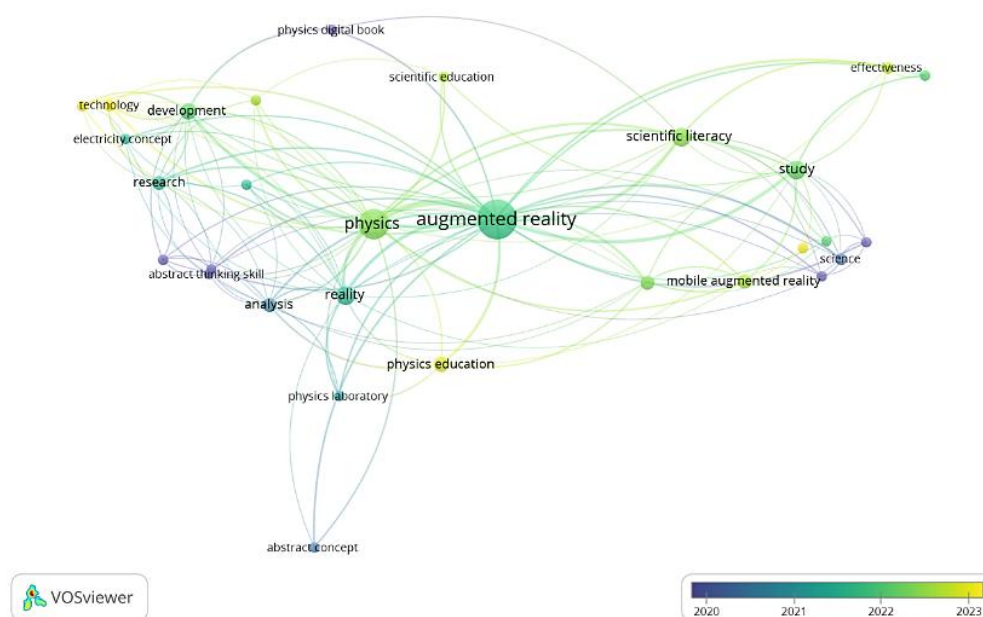 physics digital book
effectiveness
scientific education
technology
development
scientific literacy
electricity concept
study
research
augmented reality
physics
science
abstract thinking skill
mobile augmented reality
reality
analysis
physics education
physics laboratory
abstract concept
VOSviewer
2020
2021
2022
2023